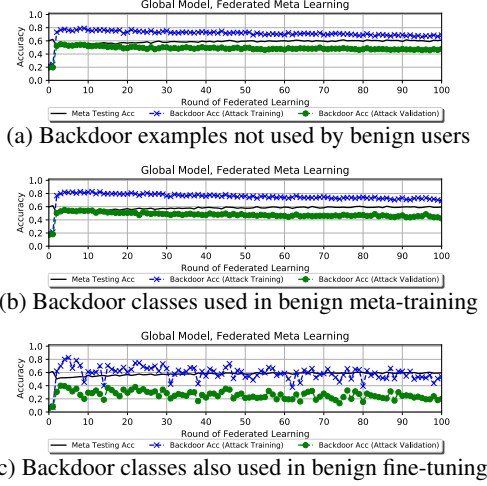 Global Model, Federated Meta Learning
1.0
0.8
0.6
0.4
0.2
0.0
Accuracy
0 10 20 30 40 50 60 70 80 90 100
Round of Federated Learning
Meta Testing Acc Backdoor Acc (Attack Training) Backdoor Acc (Attack Validation)
(a) Backdoor examples not used by benign users
Global Model, Federated Meta Learning
1.0
0.8
0.6
0.4
0.2
0.0
Accuracy
0 10 20 30 40 50 60 70 80 90 100
Round of Federated Learning
Meta Testing Acc Backdoor Acc (Attack Training) Backdoor Acc (Attack Validation)
(b) Backdoor classes used in benign meta-training
Global Model, Federated Meta Learning
1.0
0.8
0.6
0.4
0.2
0.0
Accuracy
0 10 20 30 40 50 60 70 80 90 100
Round of Federated Learning
Meta Testing Acc Backdoor Acc (Attack Training) Backdoor Acc (Attack Validation)
c) Backdoor classes also used in benign fine-tuning